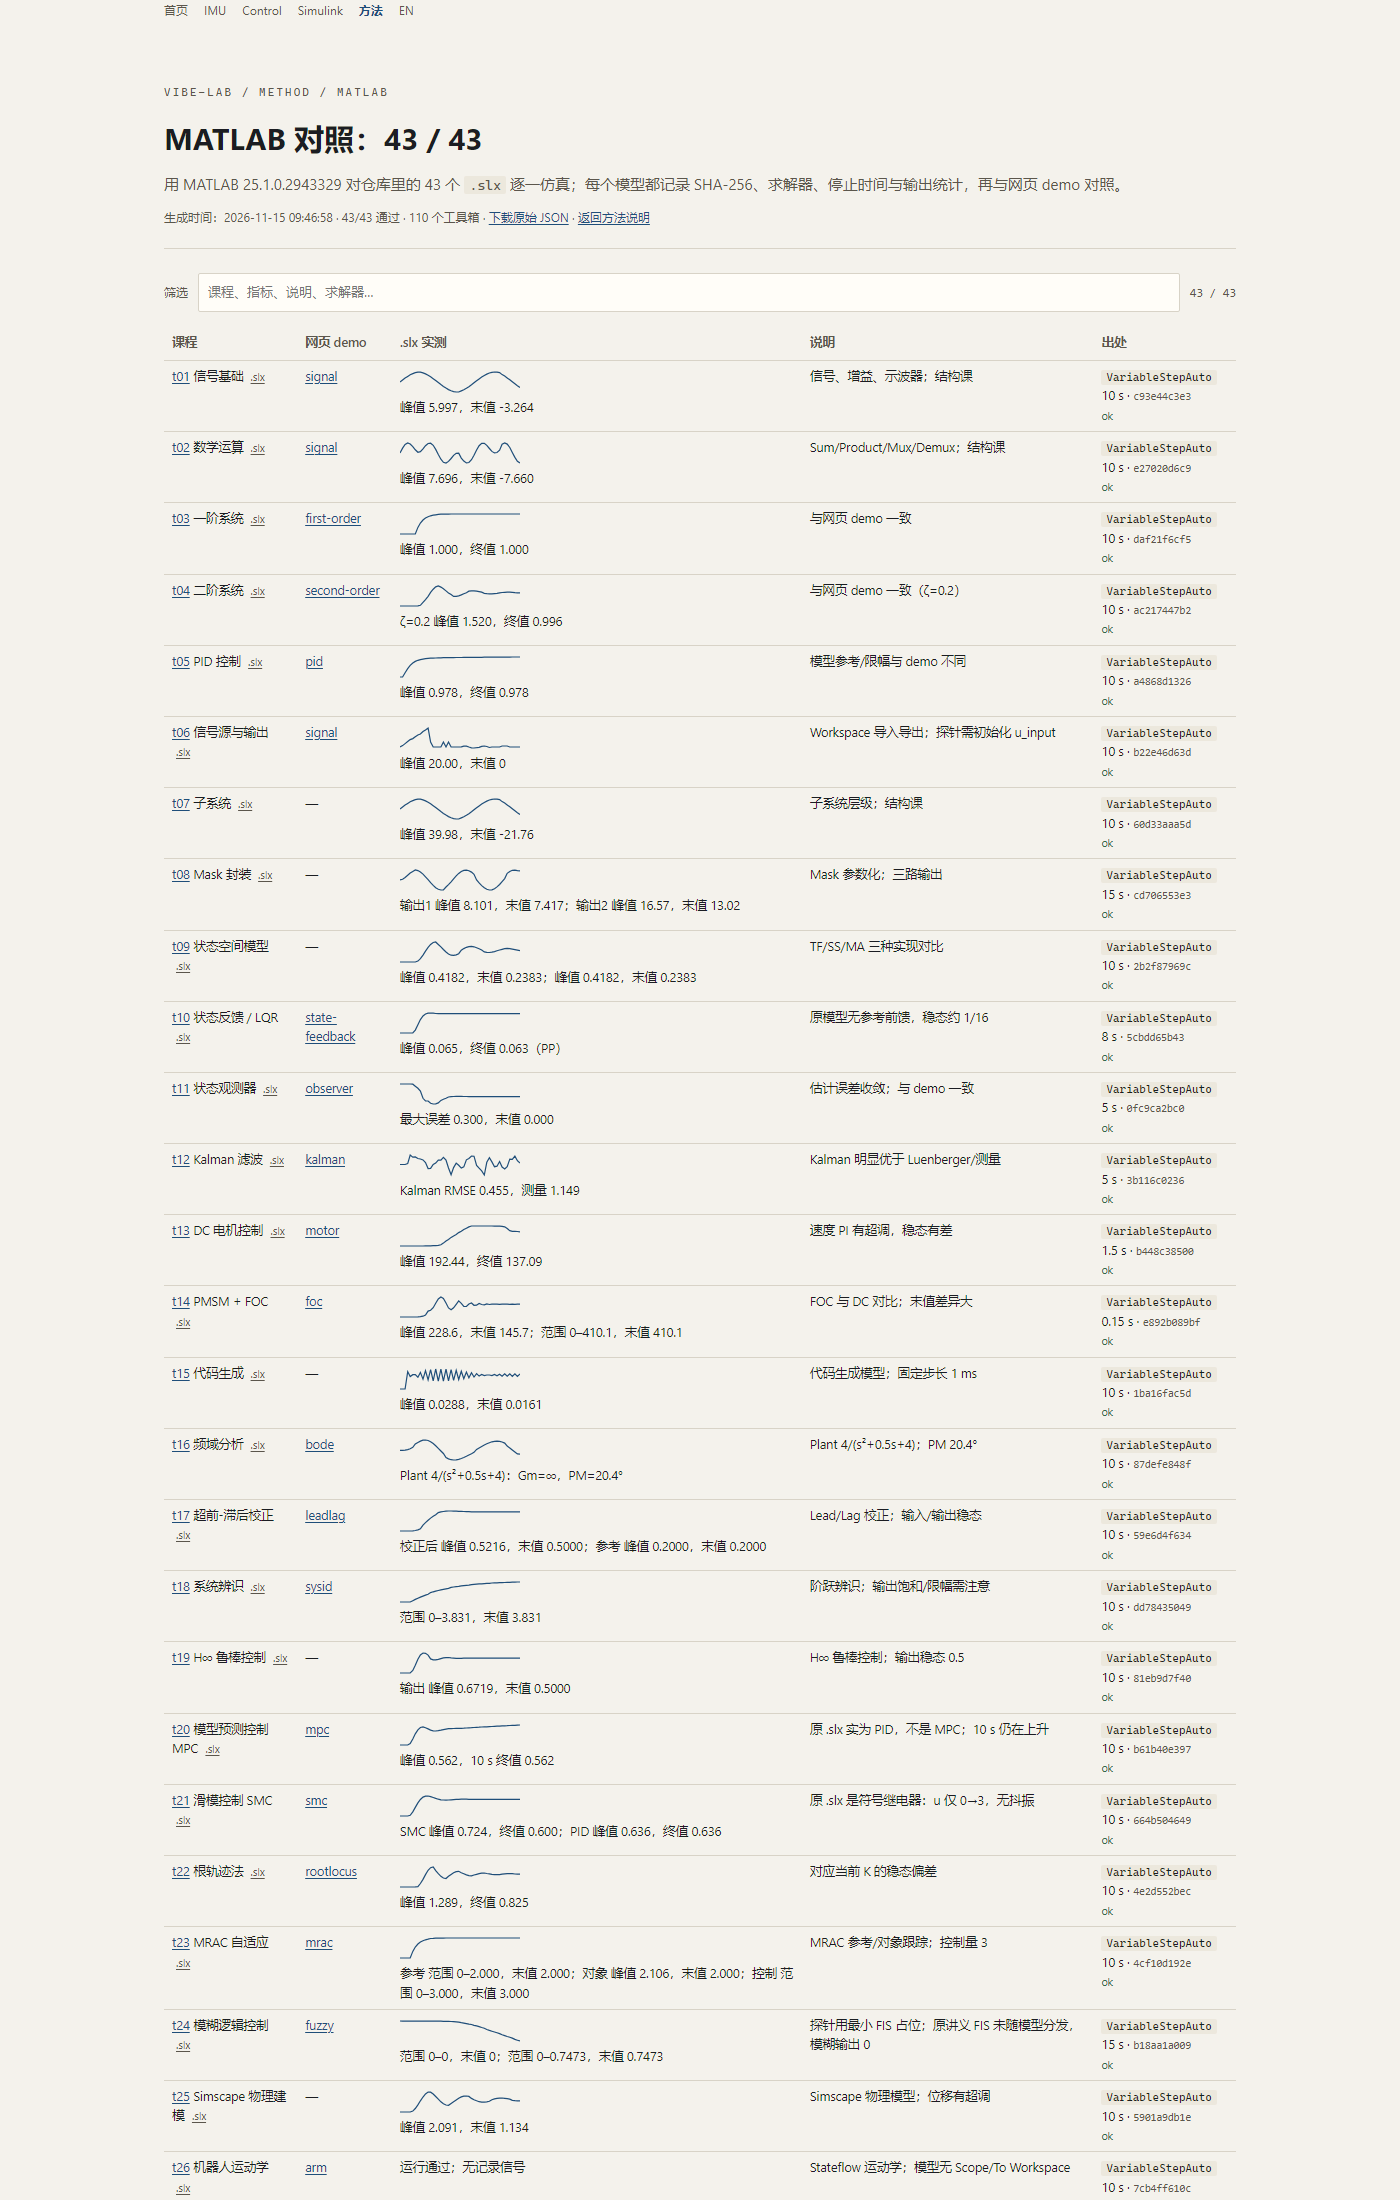 首页 IMU Control Simulink 方法 EN
VIBE-LAB / METHOD / MATLAB
MATLAB 对照：43 / 43
用 MATLAB 25.1.0.2943329 对仓库里的 43 个 .slx 逐一仿真；每个模型都记录 SHA-256、求解器、停止时间与输出统计，再与网页 demo 对照。
生成时间：2026-11-15 09:46:58 · 43/43 通过 · 110 个工具箱 · 下载原始 JSON · 返回方法说明
筛选 课程、指标、说明、求解器... 43 / 43
课程 网页 demo .slx 实测 说明 出处
t01 信号基础 .slx signal 信号、增益、示波器；结构课 VariableStepAuto
峰值 5.997，末值 -3.264 10 s · c93e44c3e3
ok
t02 数学运算 .slx signal Sum/Product/Mux/Demux；结构课 VariableStepAuto
峰值 7.696，末值 -7.660 10 s · e27020d6c9
ok
t03 一阶系统 .slx first-order 与网页 demo 一致 VariableStepAuto
峰值 1.000，终值 1.000 10 s · daf21f6cf5
ok
t04 二阶系统 .slx second-order 与网页 demo 一致（ζ=0.2） VariableStepAuto
ζ=0.2 峰值 1.520，终值 0.996 10 s · ac217447b2
ok
t05 PID 控制 .slx pid 模型参考/限幅与 demo 不同 VariableStepAuto
峰值 0.978，终值 0.978 10 s · a4868d1326
ok
t06 信号源与输出 signal Workspace 导入导出；探针需初始化 u_input VariableStepAuto
.slx 峰值 20.00，末值 0 10 s · b22e46d63d
ok
t07 子系统 .slx — 子系统层级；结构课 VariableStepAuto
峰值 39.98，末值 -21.76 10 s · 60d33aaa5d
ok
t08 Mask 封装 .slx — Mask 参数化；三路输出 VariableStepAuto
输出1 峰值 8.101，末值 7.417；输出2 峰值 16.57，末值 13.02 15 s · cd706553e3
ok
t09 状态空间模型 — TF/SS/MA 三种实现对比 VariableStepAuto
.slx 峰值 0.4182，末值 0.2383；峰值 0.4182，末值 0.2383 10 s · 2b2f87969c
ok
t10 状态反馈 / LQR state- 原模型无参考前馈，稳态约 1/16 VariableStepAuto
.slx feedback 峰值 0.065，终值 0.063（PP） 8 s · 5cbdd65b43
ok
t11 状态观测器 .slx observer 估计误差收敛；与 demo 一致 VariableStepAuto
最大误差 0.300，末值 0.000 5 s · 0fc9ca2bc0
ok
t12 Kalman 滤波 .slx kalman Kalman 明显优于 Luenberger/测量 VariableStepAuto
Kalman RMSE 0.455，测量 1.149 5 s · 3b116c0236
ok
t13 DC 电机控制 .slx motor 速度 PI 有超调，稳态有差 VariableStepAuto
峰值 192.44，终值 137.09 1.5 s · b448c38500
ok
t14 PMSM + FOC foc FOC 与 DC 对比；末值差异大 VariableStepAuto
.slx 峰值 228.6，末值 145.7；范围 0–410.1，末值 410.1 0.15 s · e892b089bf
ok
t15 代码生成 .slx — 代码生成模型；固定步长 1 ms VariableStepAuto
峰值 0.0288，末值 0.0161 10 s · 1ba16fac5d
ok
t16 频域分析 .slx bode Plant 4/(s²+0.5s+4)；PM 20.4° VariableStepAuto
Plant 4/(s²+0.5s+4)：Gm=∞，PM=20.4° 10 s · 87defe848f
ok
t17 超前-滞后校正 leadlag Lead/Lag 校正；输入/输出稳态 VariableStepAuto
.slx 校正后 峰值 0.5216，末值 0.5000；参考 峰值 0.2000，末值 0.2000 10 s · 59e6d4f634
ok
t18 系统辨识 .slx sysid 阶跃辨识；输出饱和/限幅需注意 VariableStepAuto
范围 0–3.831，末值 3.831 10 s · dd78435049
ok
t19 H∞ 鲁棒控制 .slx — H∞ 鲁棒控制；输出稳态 0.5 VariableStepAuto
输出 峰值 0.6719，末值 0.5000 10 s · 81eb9d7f40
ok
t20 模型预测控制 mpc 原 .slx 实为 PID，不是 MPC；10 s 仍在上升 VariableStepAuto
MPC .slx 峰值 0.562，10 s 终值 0.562 10 s · b61b40e397
ok
t21 滑模控制 SMC smc 原 .slx 是符号继电器：u 仅 0→3，无抖振 VariableStepAuto
.slx SMC 峰值 0.724，终值 0.600；PID 峰值 0.636，终值 0.636 10 s · 664b504649
ok
t22 根轨迹法 .slx rootlocus 对应当前 K 的稳态偏差 VariableStepAuto
峰值 1.289，终值 0.825 10 s · 4e2d552bec
ok
t23 MRAC 自适应 mrac MRAC 参考/对象跟踪；控制量 3 VariableStepAuto
.slx 参考 范围 0–2.000，末值 2.000；对象 峰值 2.106，末值 2.000；控制 范 10 s · 4cf10d192e
围 0–3.000，末值 3.000 ok
t24 模糊逻辑控制 fuzzy 探针用最小 FIS 占位；原讲义 FIS 未随模型分发， VariableStepAuto
.slx 模糊输出 0 15 s · b18aa1a009
范围 0–0，末值 0；范围 0–0.7473，末值 0.7473 ok
t25 Simscape 物理建 — Simscape 物理模型；位移有超调 VariableStepAuto
模 .slx 峰值 2.091，末值 1.134 10 s · 5901a9db1e
ok
t26 机器人运动学 arm 运行通过；无记录信号 Stateflow 运动学；模型无 Scope/To Workspace VariableStepAuto
.slx 10 s · 7cb4ff610c